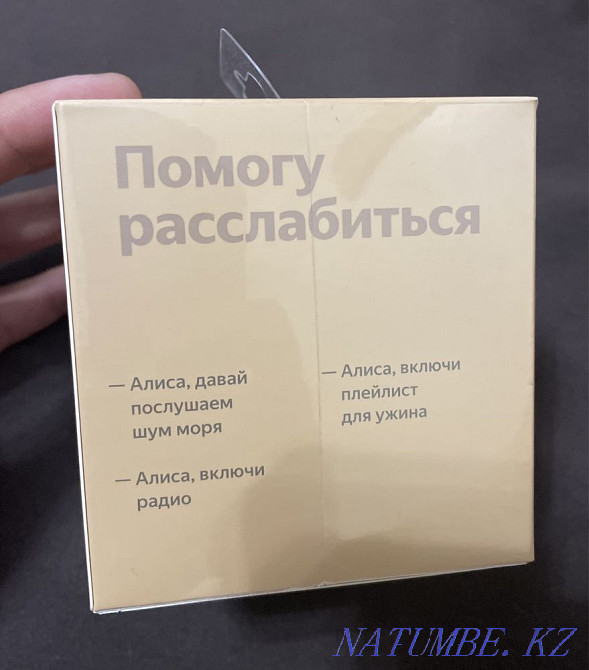 Помогу
расслабиться
— Алиса, давай
послушаем
шум моря
— Алиса, включи
радио
— Алиса, включи
плейлист
для ужина
NATUMBE. KZ